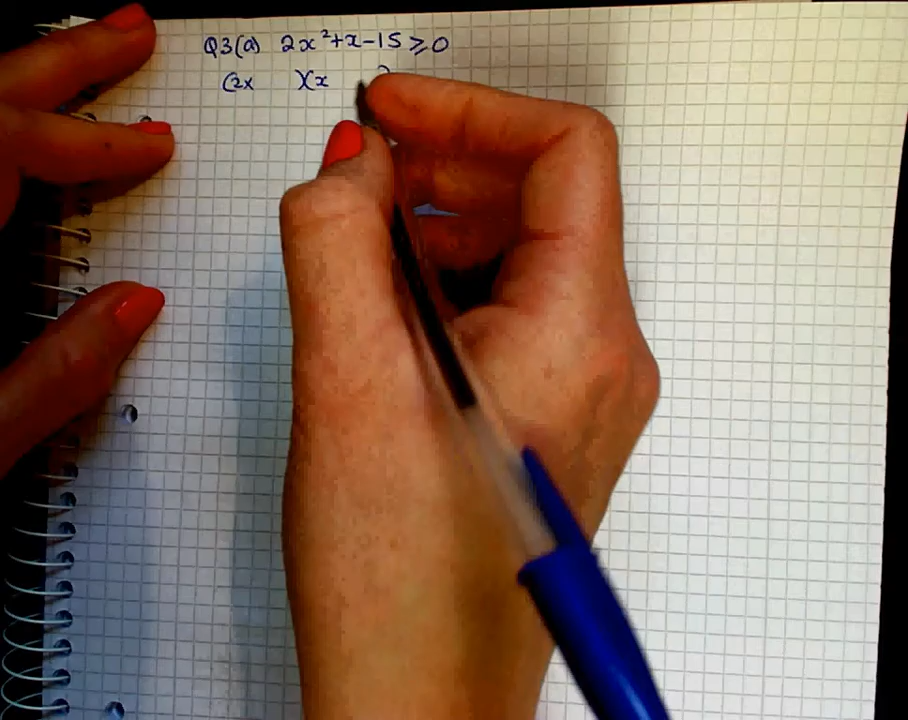 Q3(a) 2x²+x-15 ≥ 0
(2x )(x )